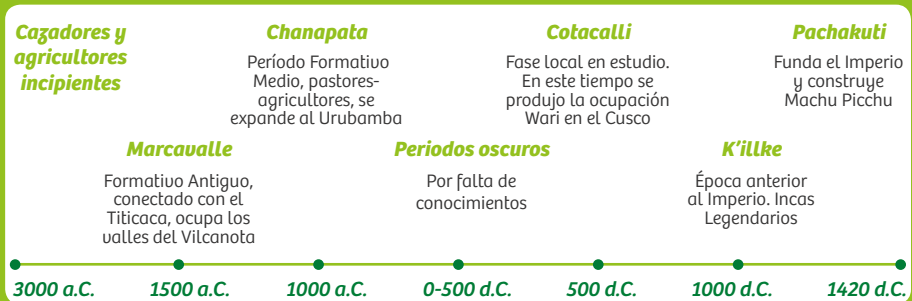 Cazadores y
agricultores
incipientes
Chanapata
Período Formativo
Medio, pastores-
agricultores, se
expande al Urubamba
Cotacalli
Fase local en estudio.
En este tiempo se
produjo la ocupación
Wari en el Cusco
Pachakuti
Funda el Imperio
y construye
Machu Picchu
Marcavalle
Formativo Antiguo,
conectado con el
Titicaca, ocupa los
valles del Vilcanota
Periodos oscuros
Por falta de
conocimientos
K'illke
Época anterior
al Imperio. Incas
Legendarios
3000 a.C. 1500 a.C. 1000 a.C. 0-500 d.C. 500 d.C. 1000 d.C. 1420 d.C.